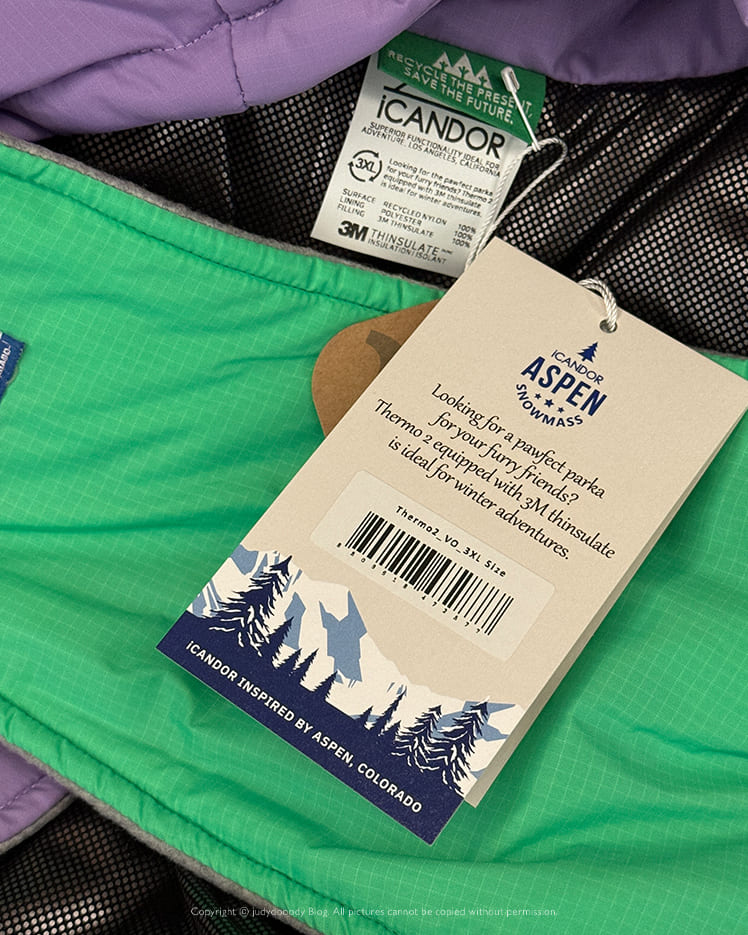 RECYCLE THE PRESENT,
SAVE THE FUTURE.
iCANDOR
SUPERIOR FUNCTIONALITY IDEAL FOR
ADVENTURE. LOS ANGELES, CALIFORNIA
3XL
Looking for the pawfect parka
for your furry friends? Thermo 2
equipped with 3M thinsulate
is ideal for winter adventures.
SURFACE RECYCLED NYLON 100%
LINING POLYESTER 100%
FILLING 3M THINSULATE 100%
3M THINSULATE
INSULATION/ISOLANT
iCANDOR
ASPEN
SNOWMASS
Looking for a pawfect parka
for your furry friends?
Thermo 2 equipped with 3M thinsulate
is ideal for winter adventures.
Thermo2_VO_3XL Size
iCANDOR INSPIRED BY ASPEN, COLORADO
Copyright © judydooody Blog. All pictures cannot be copied without permission.